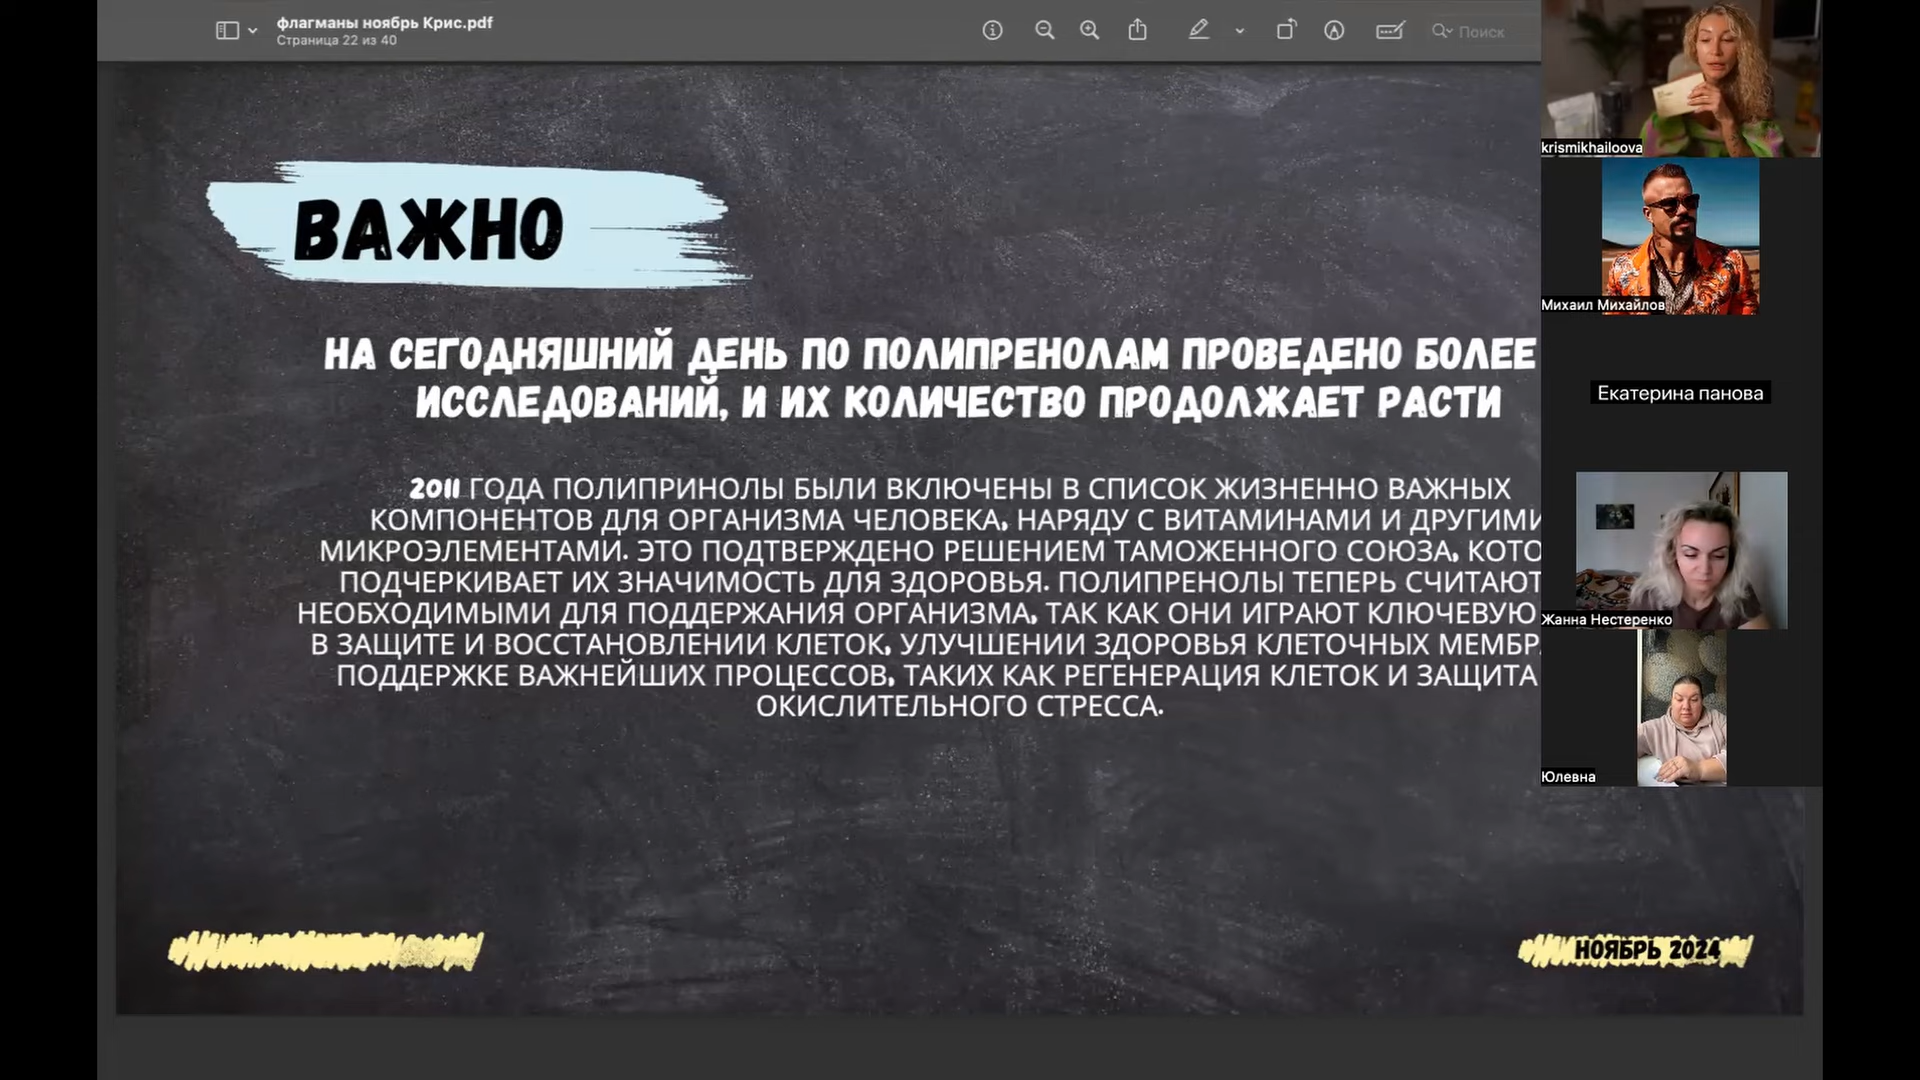 флагманы ноябрь Крис.pdf
Страница 22 из 40
Поиск
ВАЖНО
НА СЕГОДНЯШНИЙ ДЕНЬ ПО ПОЛИПРЕНОЛАМ ПРОВЕДЕНО БОЛЕЕ
ИССЛЕДОВАНИЙ, И ИХ КОЛИЧЕСТВО ПРОДОЛЖАЕТ РАСТИ
2011 ГОДА ПОЛИПРИНОЛЫ БЫЛИ ВКЛЮЧЕНЫ В СПИСОК ЖИЗНЕННО ВАЖНЫХ
КОМПОНЕНТОВ ДЛЯ ОРГАНИЗМА ЧЕЛОВЕКА, НАРЯДУ С ВИТАМИНАМИ И ДРУГИМИ
МИКРОЭЛЕМЕНТАМИ. ЭТО ПОДТВЕРЖДЕНО РЕШЕНИЕМ ТАМОЖЕННОГО СОЮЗА, КОТО
ПОДЧЕРКИВАЕТ ИХ ЗНАЧИМОСТЬ ДЛЯ ЗДОРОВЬЯ. ПОЛИПРЕНОЛЫ ТЕПЕРЬ СЧИТАЮТ
НЕОБХОДИМЫМИ ДЛЯ ПОДДЕРЖАНИЯ ОРГАНИЗМА, ТАК КАК ОНИ ИГРАЮТ КЛЮЧЕВУЮ
В ЗАЩИТЕ И ВОССТАНОВЛЕНИИ КЛЕТОК, УЛУЧШЕНИИ ЗДОРОВЬЯ КЛЕТОЧНЫХ МЕМБР
ПОДДЕРЖКЕ ВАЖНЕЙШИХ ПРОЦЕССОВ, ТАКИХ КАК РЕГЕНЕРАЦИЯ КЛЕТОК И ЗАЩИТА
ОКИСЛИТЕЛЬНОГО СТРЕССА.
НОЯБРЬ 2024
krismikhailoova
Михаил Михайлов
Екатерина панова
Жанна Нестеренко
Юлевна